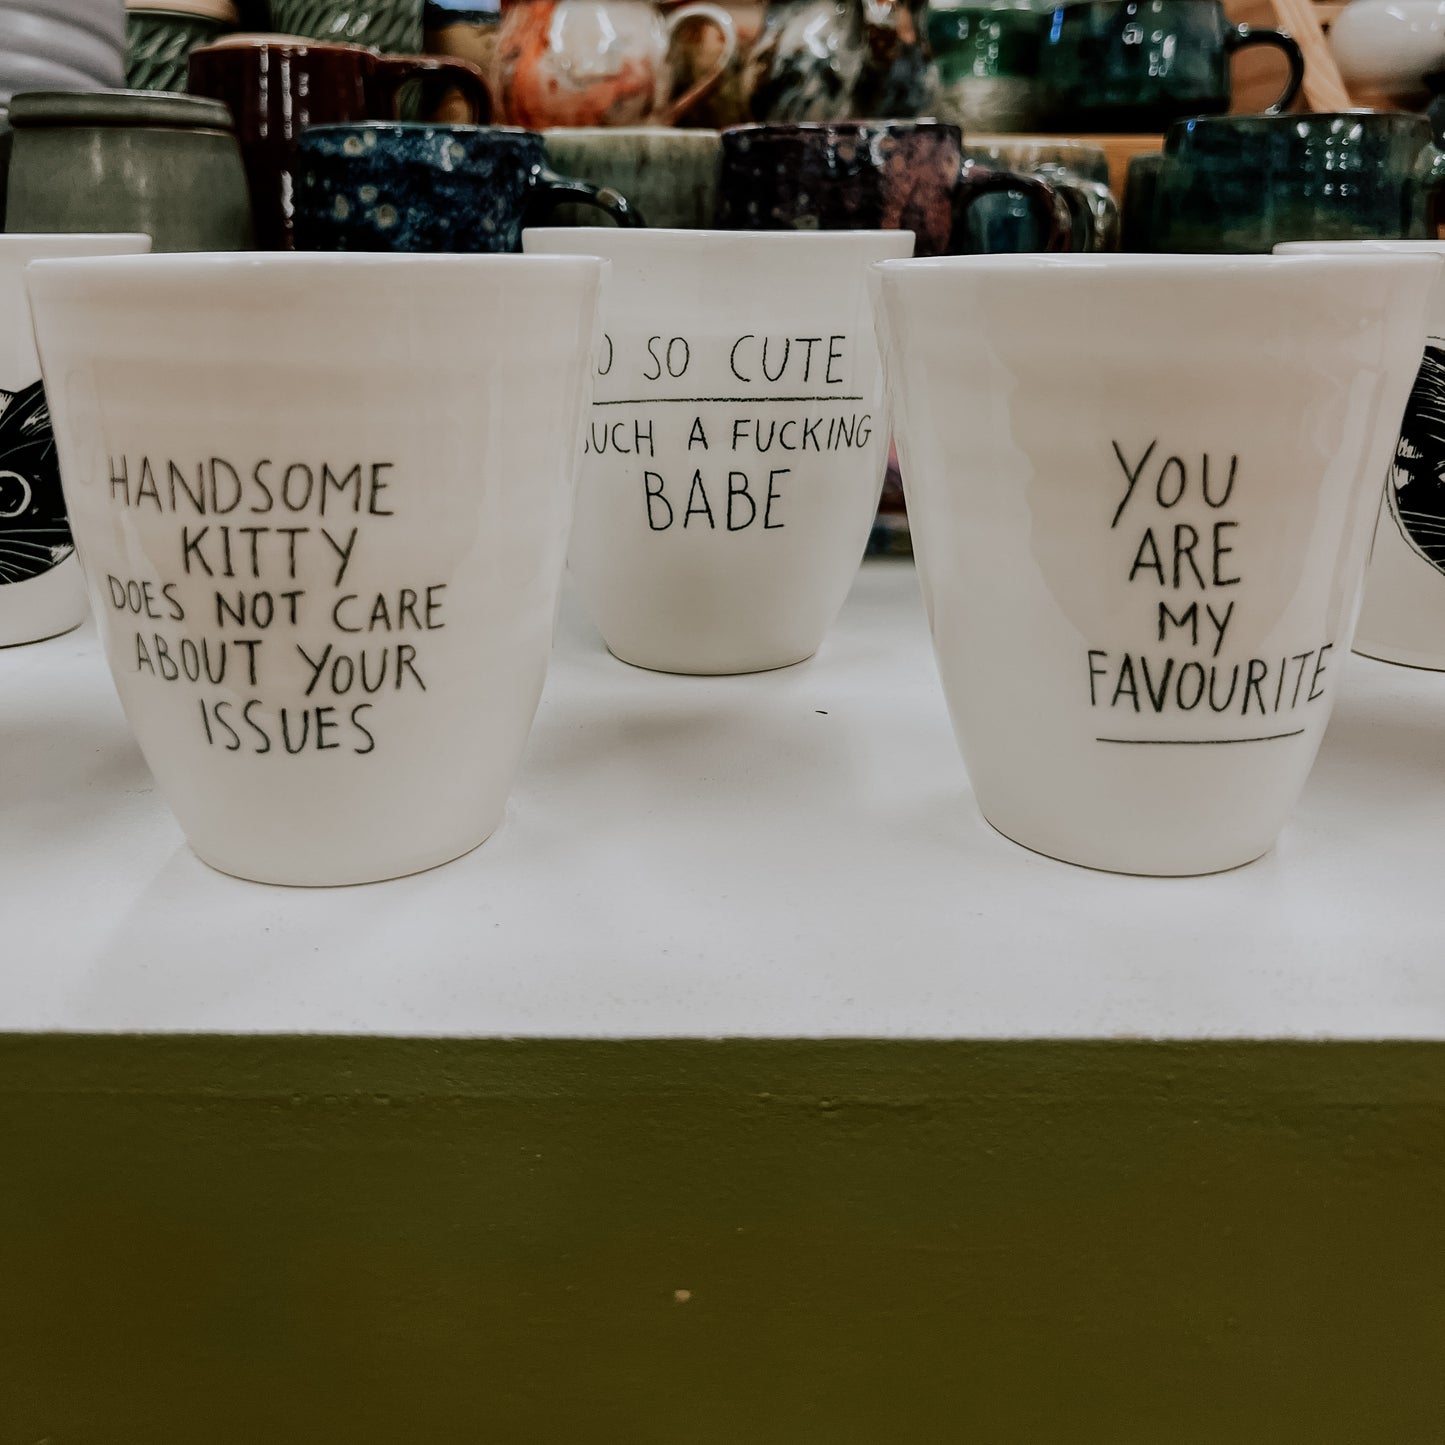 HANDSOME
KITTY
DOES NOT CARE
ABOUT YOUR
ISSUES
SO CUTE
SUCH A FUCKING
BABE
YOU
ARE
MY
FAVOURITE